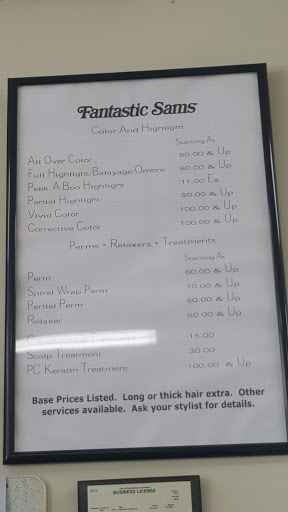 Fantastic Sams
Color And Highlight
Starting At
All Over Color 60.00 & Up
Full Highlight/Balayage/Ombre 80.00 & Up
Peek-A Boo Highlight 11.00 Ea
Partial Highlight 50.00 & Up
Vivid Color 100.00 & Up
Corrective Color 100.00 & Up
Perms • Relaxers • Treatments
Starting At
Perm 60.00 & Up
Spiral Wrap Perm 70.00 & Up
Partial Perm 50.00 & Up
Relaxer 60.00 & Up
Conditioning Treatment 15.00
Scalp Treatment 30.00
PC Keratin Treatment 100.00 & Up
Base Prices Listed. Long or thick hair extra. Other
services available. Ask your stylist for details.
BUSINESS LICENSE